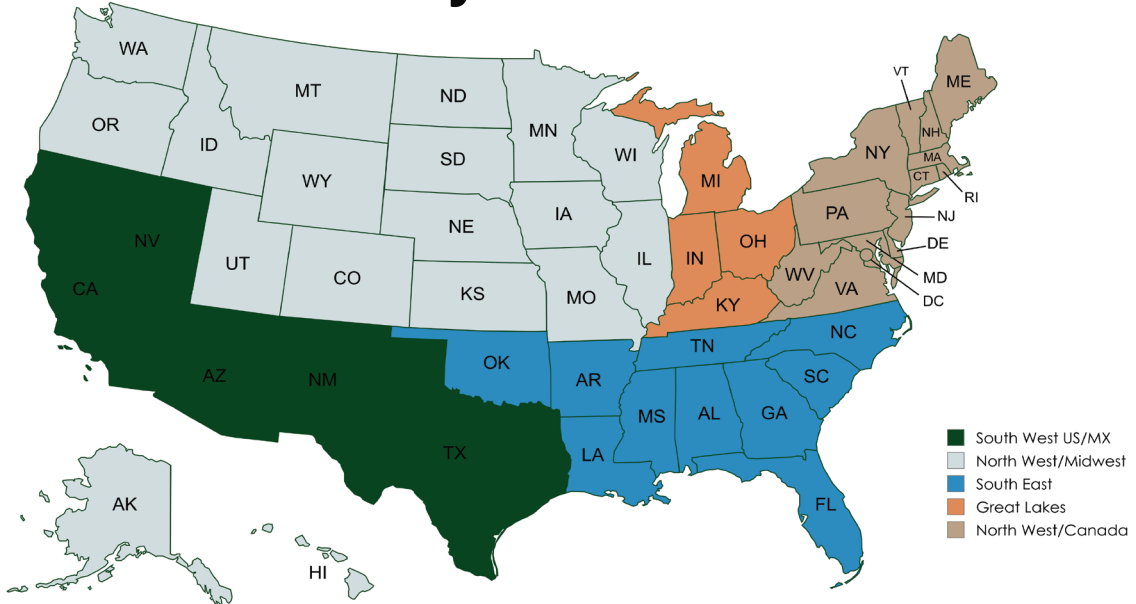 WA
OR
ID
MT
ND
MN
SD
WI
WY
NE
IA
IL
UT
CO
KS
MO
NV
CA
AZ
NM
TX
OK
AR
LA
MS
AL
GA
TN
NC
SC
FL
MI
IN
OH
KY
WV
VA
PA
NY
VT
NH
ME
MA
CT
RI
NJ
DE
MD
DC
AK
HI
South West US/MX
North West/Midwest
South East
Great Lakes
North West/Canada